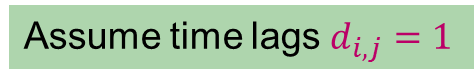 Assume time lags $d_{i,j} = 1$